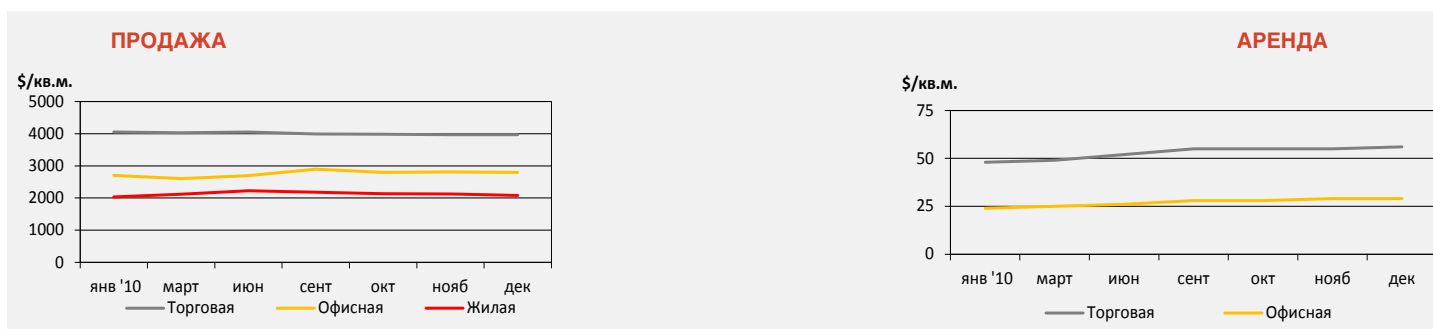 ПРОДАЖА
$/кв.м.
5000
4000
3000
2000
1000
0
янв '10 март июн сент окт нояб дек
Торговая Офисная Жилая
АРЕНДА
$/кв.м.
75
50
25
0
янв '10 март июн сент окт нояб дек
Торговая Офисная